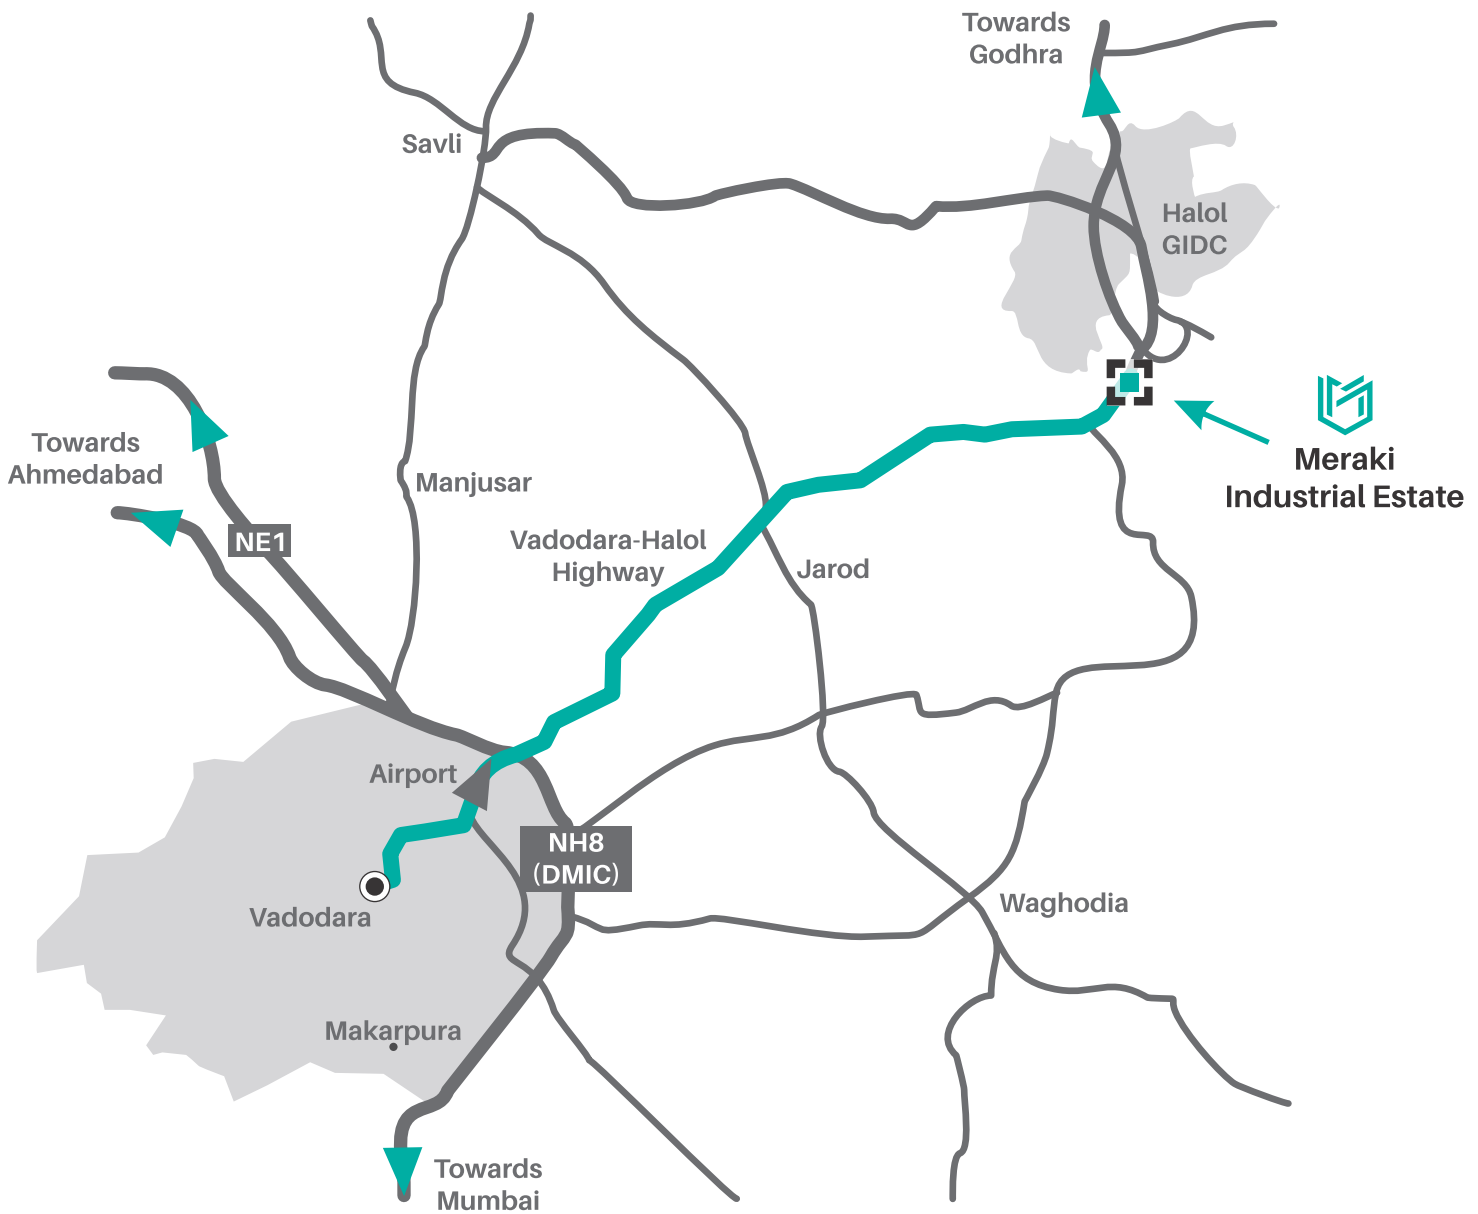 Towards
Godhra
Savli
Halol
GIDC
Towards
Ahmedabad
Manjusar
Meraki
Industrial Estate
NE1
Vadodara-Halol
Highway
Jarod
Airport
NH8
(DMIC)
Vadodara
Waghodia
Makarpura
Towards
Mumbai